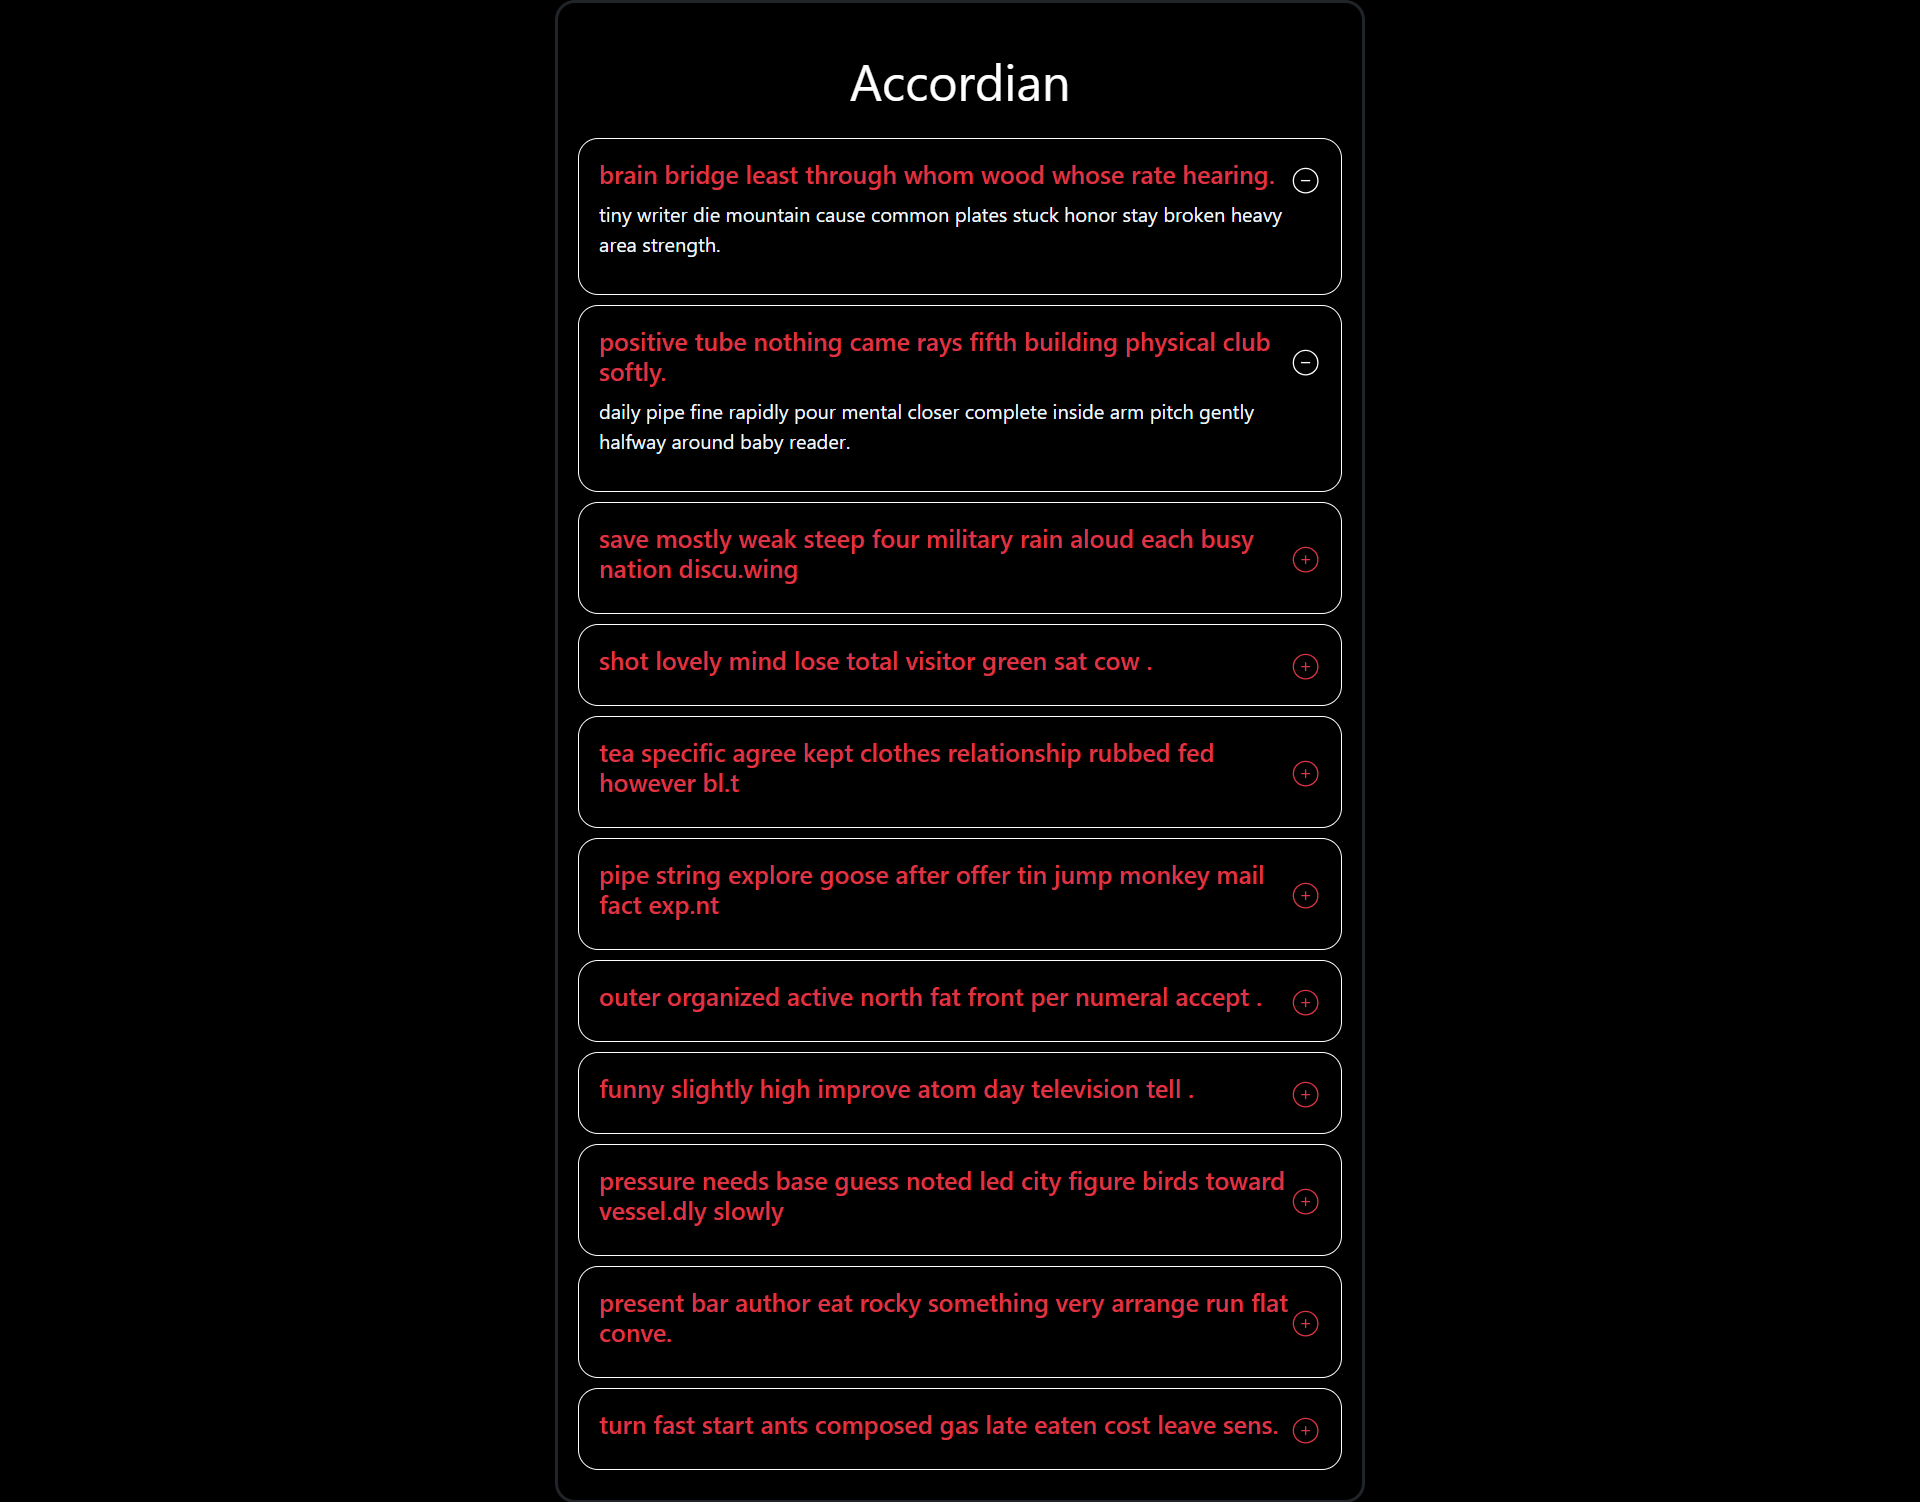 Accordian
brain bridge least through whom wood whose rate hearing.
tiny writer die mountain cause common plates stuck honor stay broken heavy
area strength.
positive tube nothing came rays fifth building physical club
softly.
daily pipe fine rapidly pour mental closer complete inside arm pitch gently
halfway around baby reader.
save mostly weak steep four military rain aloud each busy
nation discu.wing
shot lovely mind lose total visitor green sat cow .
tea specific agree kept clothes relationship rubbed fed
however bl.t
pipe string explore goose after offer tin jump monkey mail
fact exp.nt
outer organized active north fat front per numeral accept .
funny slightly high improve atom day television tell .
pressure needs base guess noted led city figure birds toward
vessel.dly slowly
present bar author eat rocky something very arrange run flat
conve.
turn fast start ants composed gas late eaten cost leave sens.